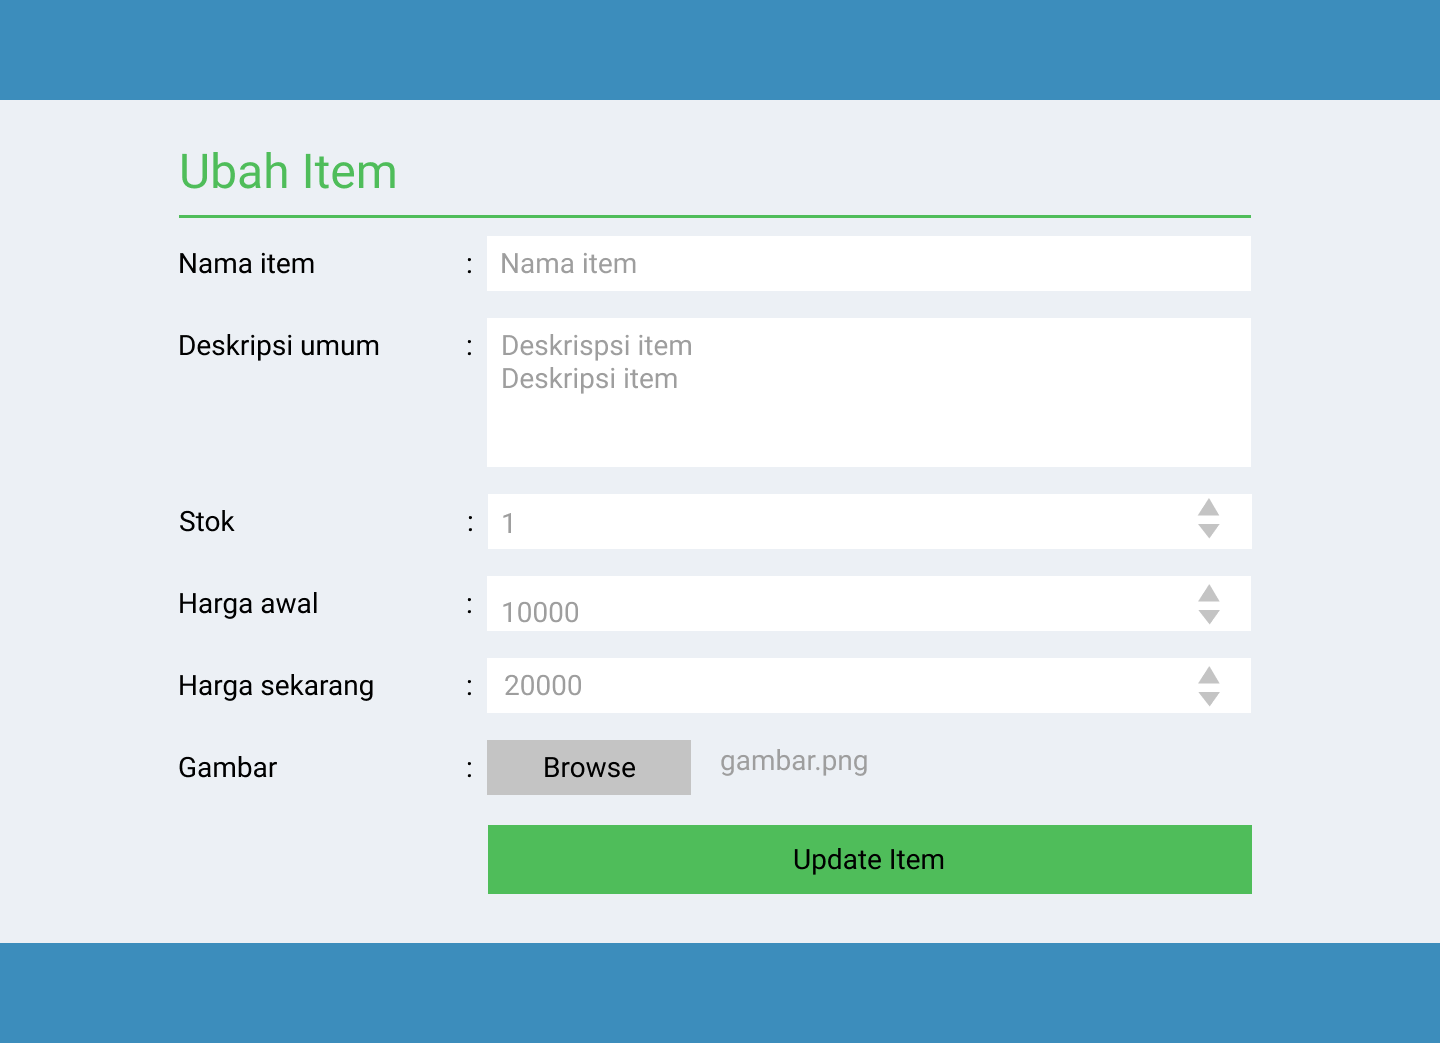 Ubah Item
Nama item : Nama item
Deskripsi umum : Deskrispsi item
Deskripsi item
Stok : 1
Harga awal : 10000
Harga sekarang : 20000
Gambar : Browse gambar.png
Update Item